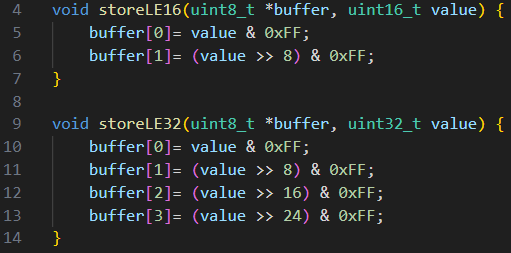 4 void storeLE16(uint8_t *buffer, uint16_t value) {
5     buffer[0]= value & 0xFF;
6     buffer[1]= (value >> 8) & 0xFF;
7 }
8
9 void storeLE32(uint8_t *buffer, uint32_t value) {
10     buffer[0]= value & 0xFF;
11     buffer[1]= (value >> 8) & 0xFF;
12     buffer[2]= (value >> 16) & 0xFF;
13     buffer[3]= (value >> 24) & 0xFF;
14 }